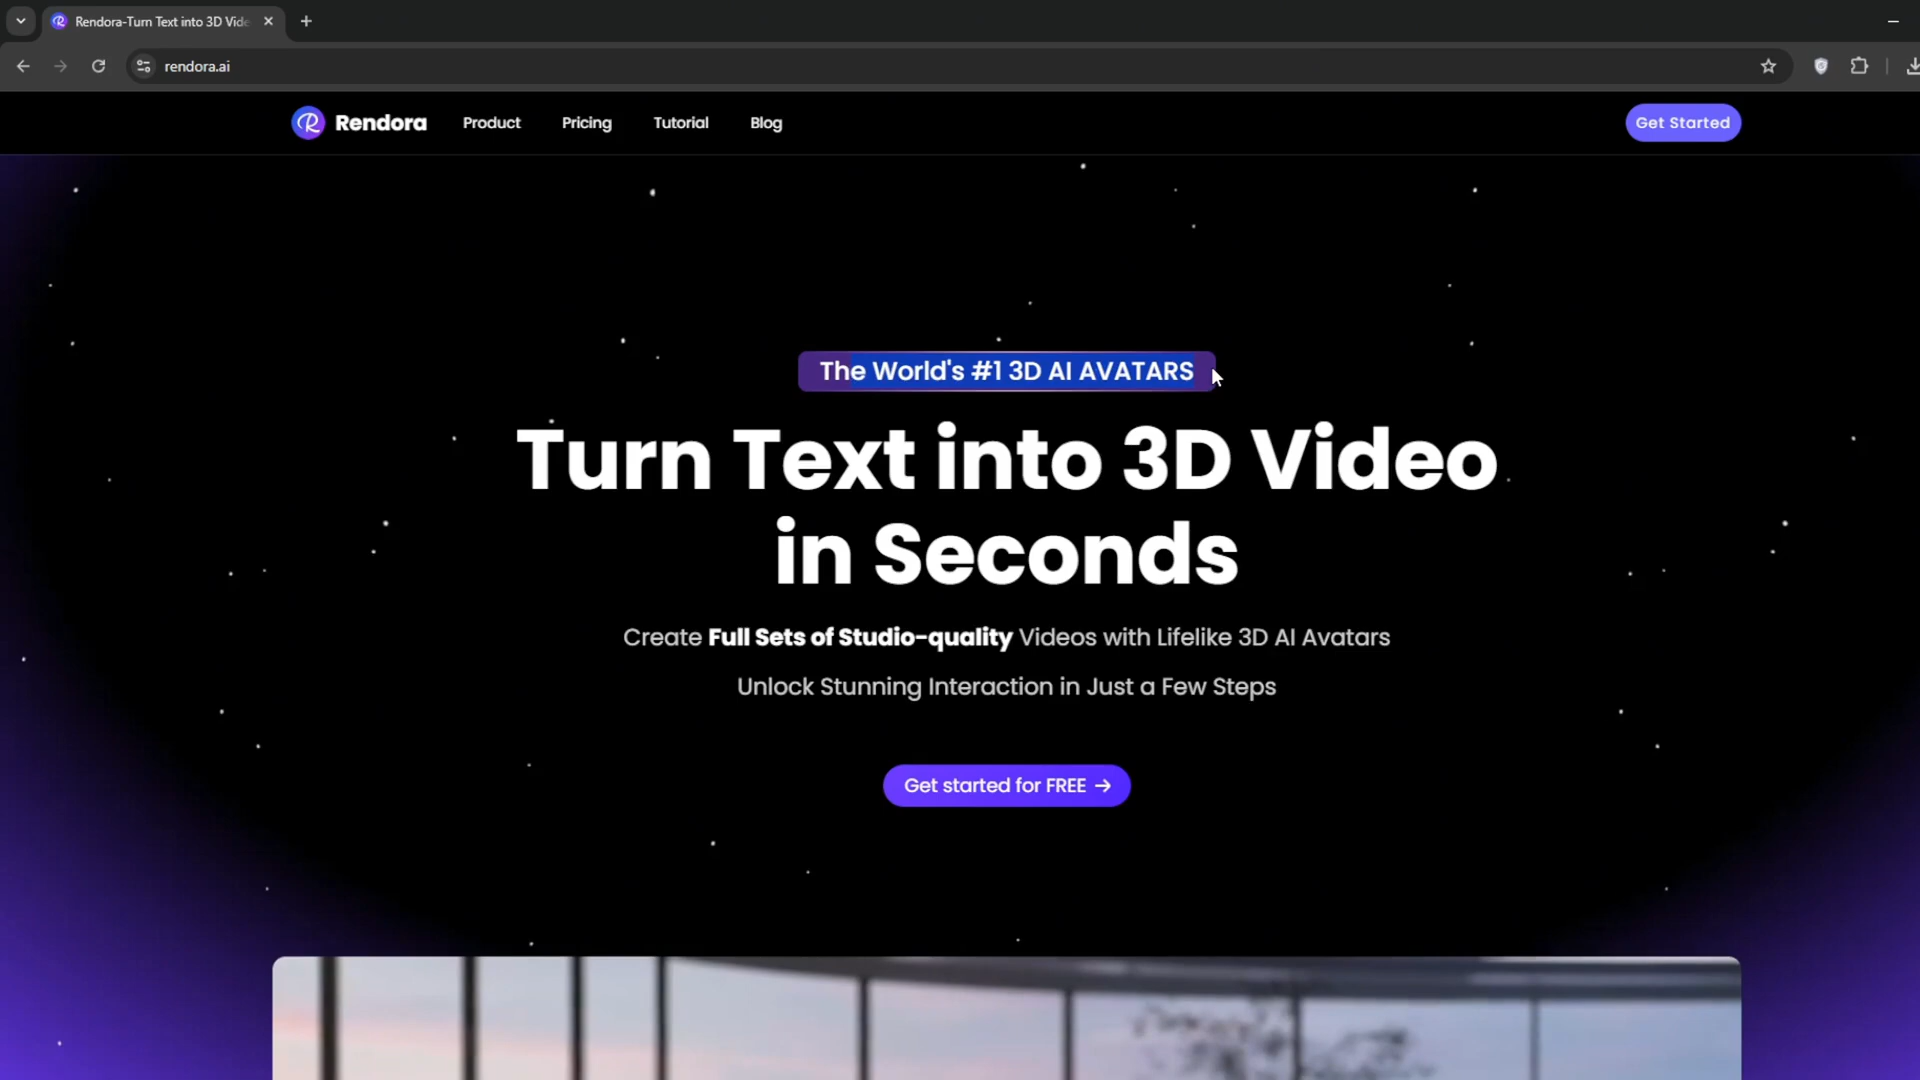 Rendora-Turn Text into 3D Vide
rendora.ai
Rendora
Product
Pricing
Tutorial
Blog
Get Started
The World's #1 3D AI AVATARS
Turn Text into 3D Video
in Seconds
Create Full Sets of Studio-quality Videos with Lifelike 3D AI Avatars
Unlock Stunning Interaction in Just a Few Steps
Get started for FREE →